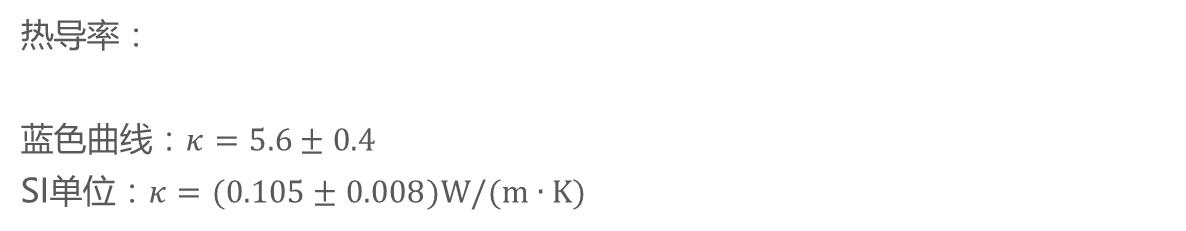 热导率：
蓝色曲线：κ = 5.6 ± 0.4
SI单位：κ = (0.105 ± 0.008)W/(m · K)